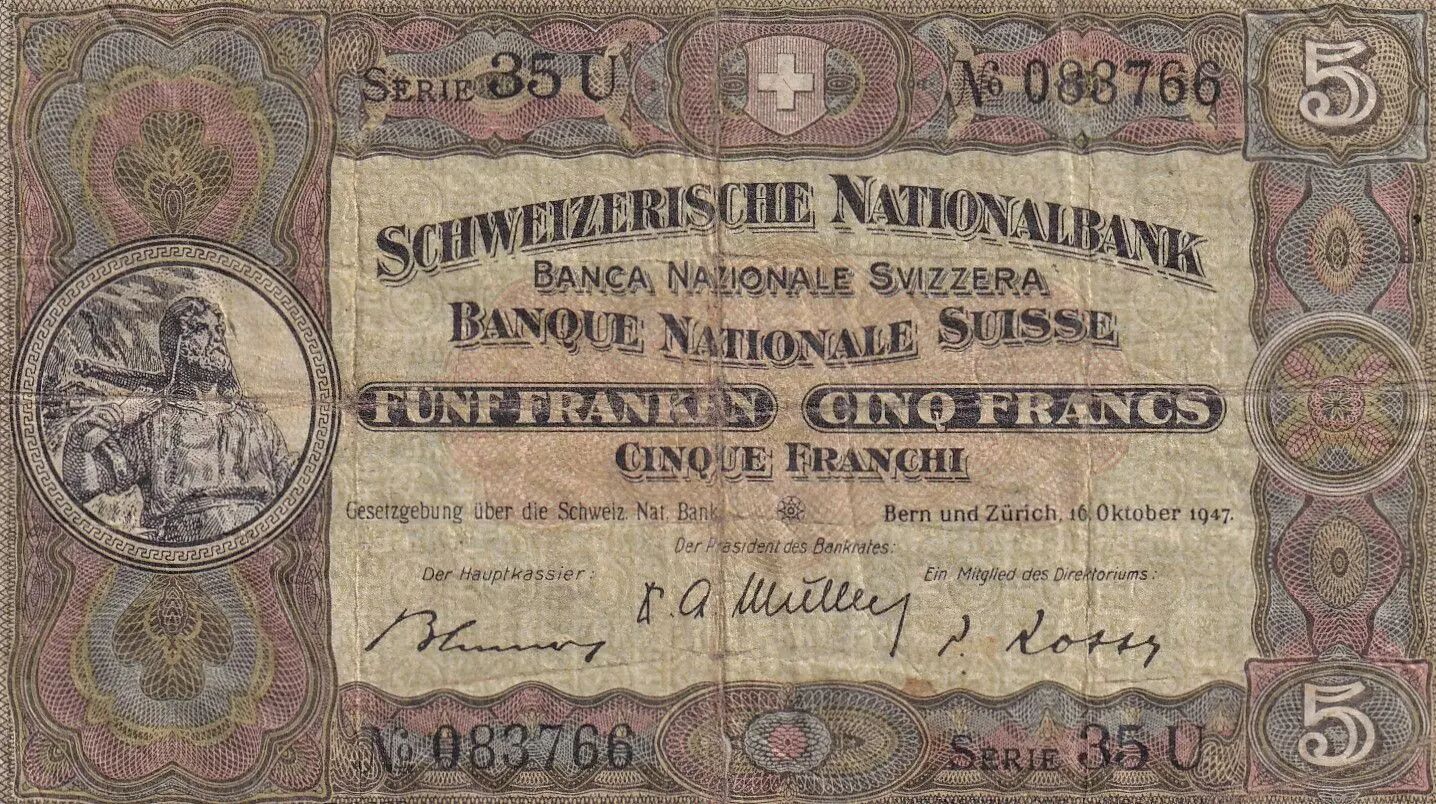 SERIE 35 U
No 083766
5
SCHWEIZERISCHE NATIONALBANK
BANCA NAZIONALE SVIZZERA
BANQUE NATIONALE SUISSE
FÜNF FRANKEN CINQ FRANCS
CINQUE FRANCHI
Gesetzgebung über die Schweiz. Nat. Bank
Bern und Zürich, 16. Oktober 1947.
Der Präsident des Bankrates:
Der Hauptkassier:
Ein Mitglied des Direktoriums:
Müller
P. Rossy
No 083766
SERIE 35 U
5